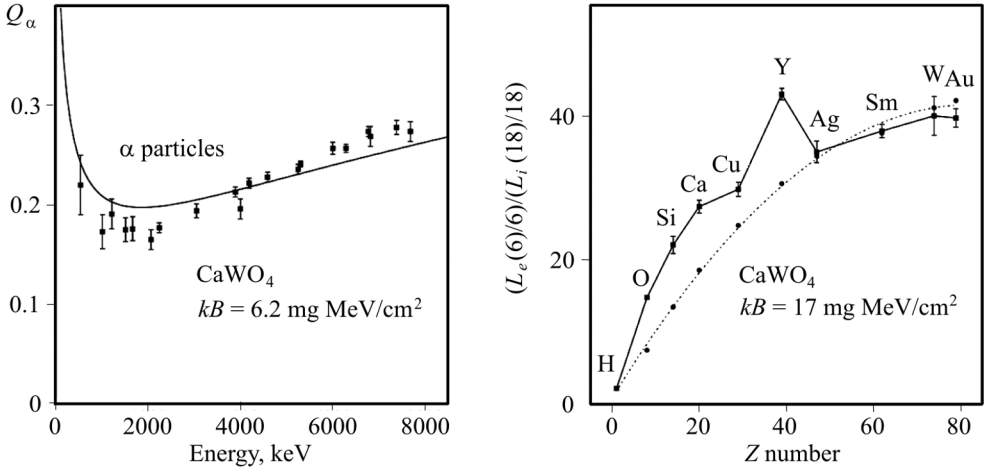 Qα
0.3
0.2
0.1
0
α particles
CaWO4
kB = 6.2 mg MeV/cm2
0 2000 4000 6000 8000
Energy, keV
(Le(6)/6)/(Li (18)/18)
40
20
0
H
O
Si
Ca
Cu
Y
Ag
Sm
W
Au
CaWO4
kB = 17 mg MeV/cm2
0 20 40 60 80
Z number